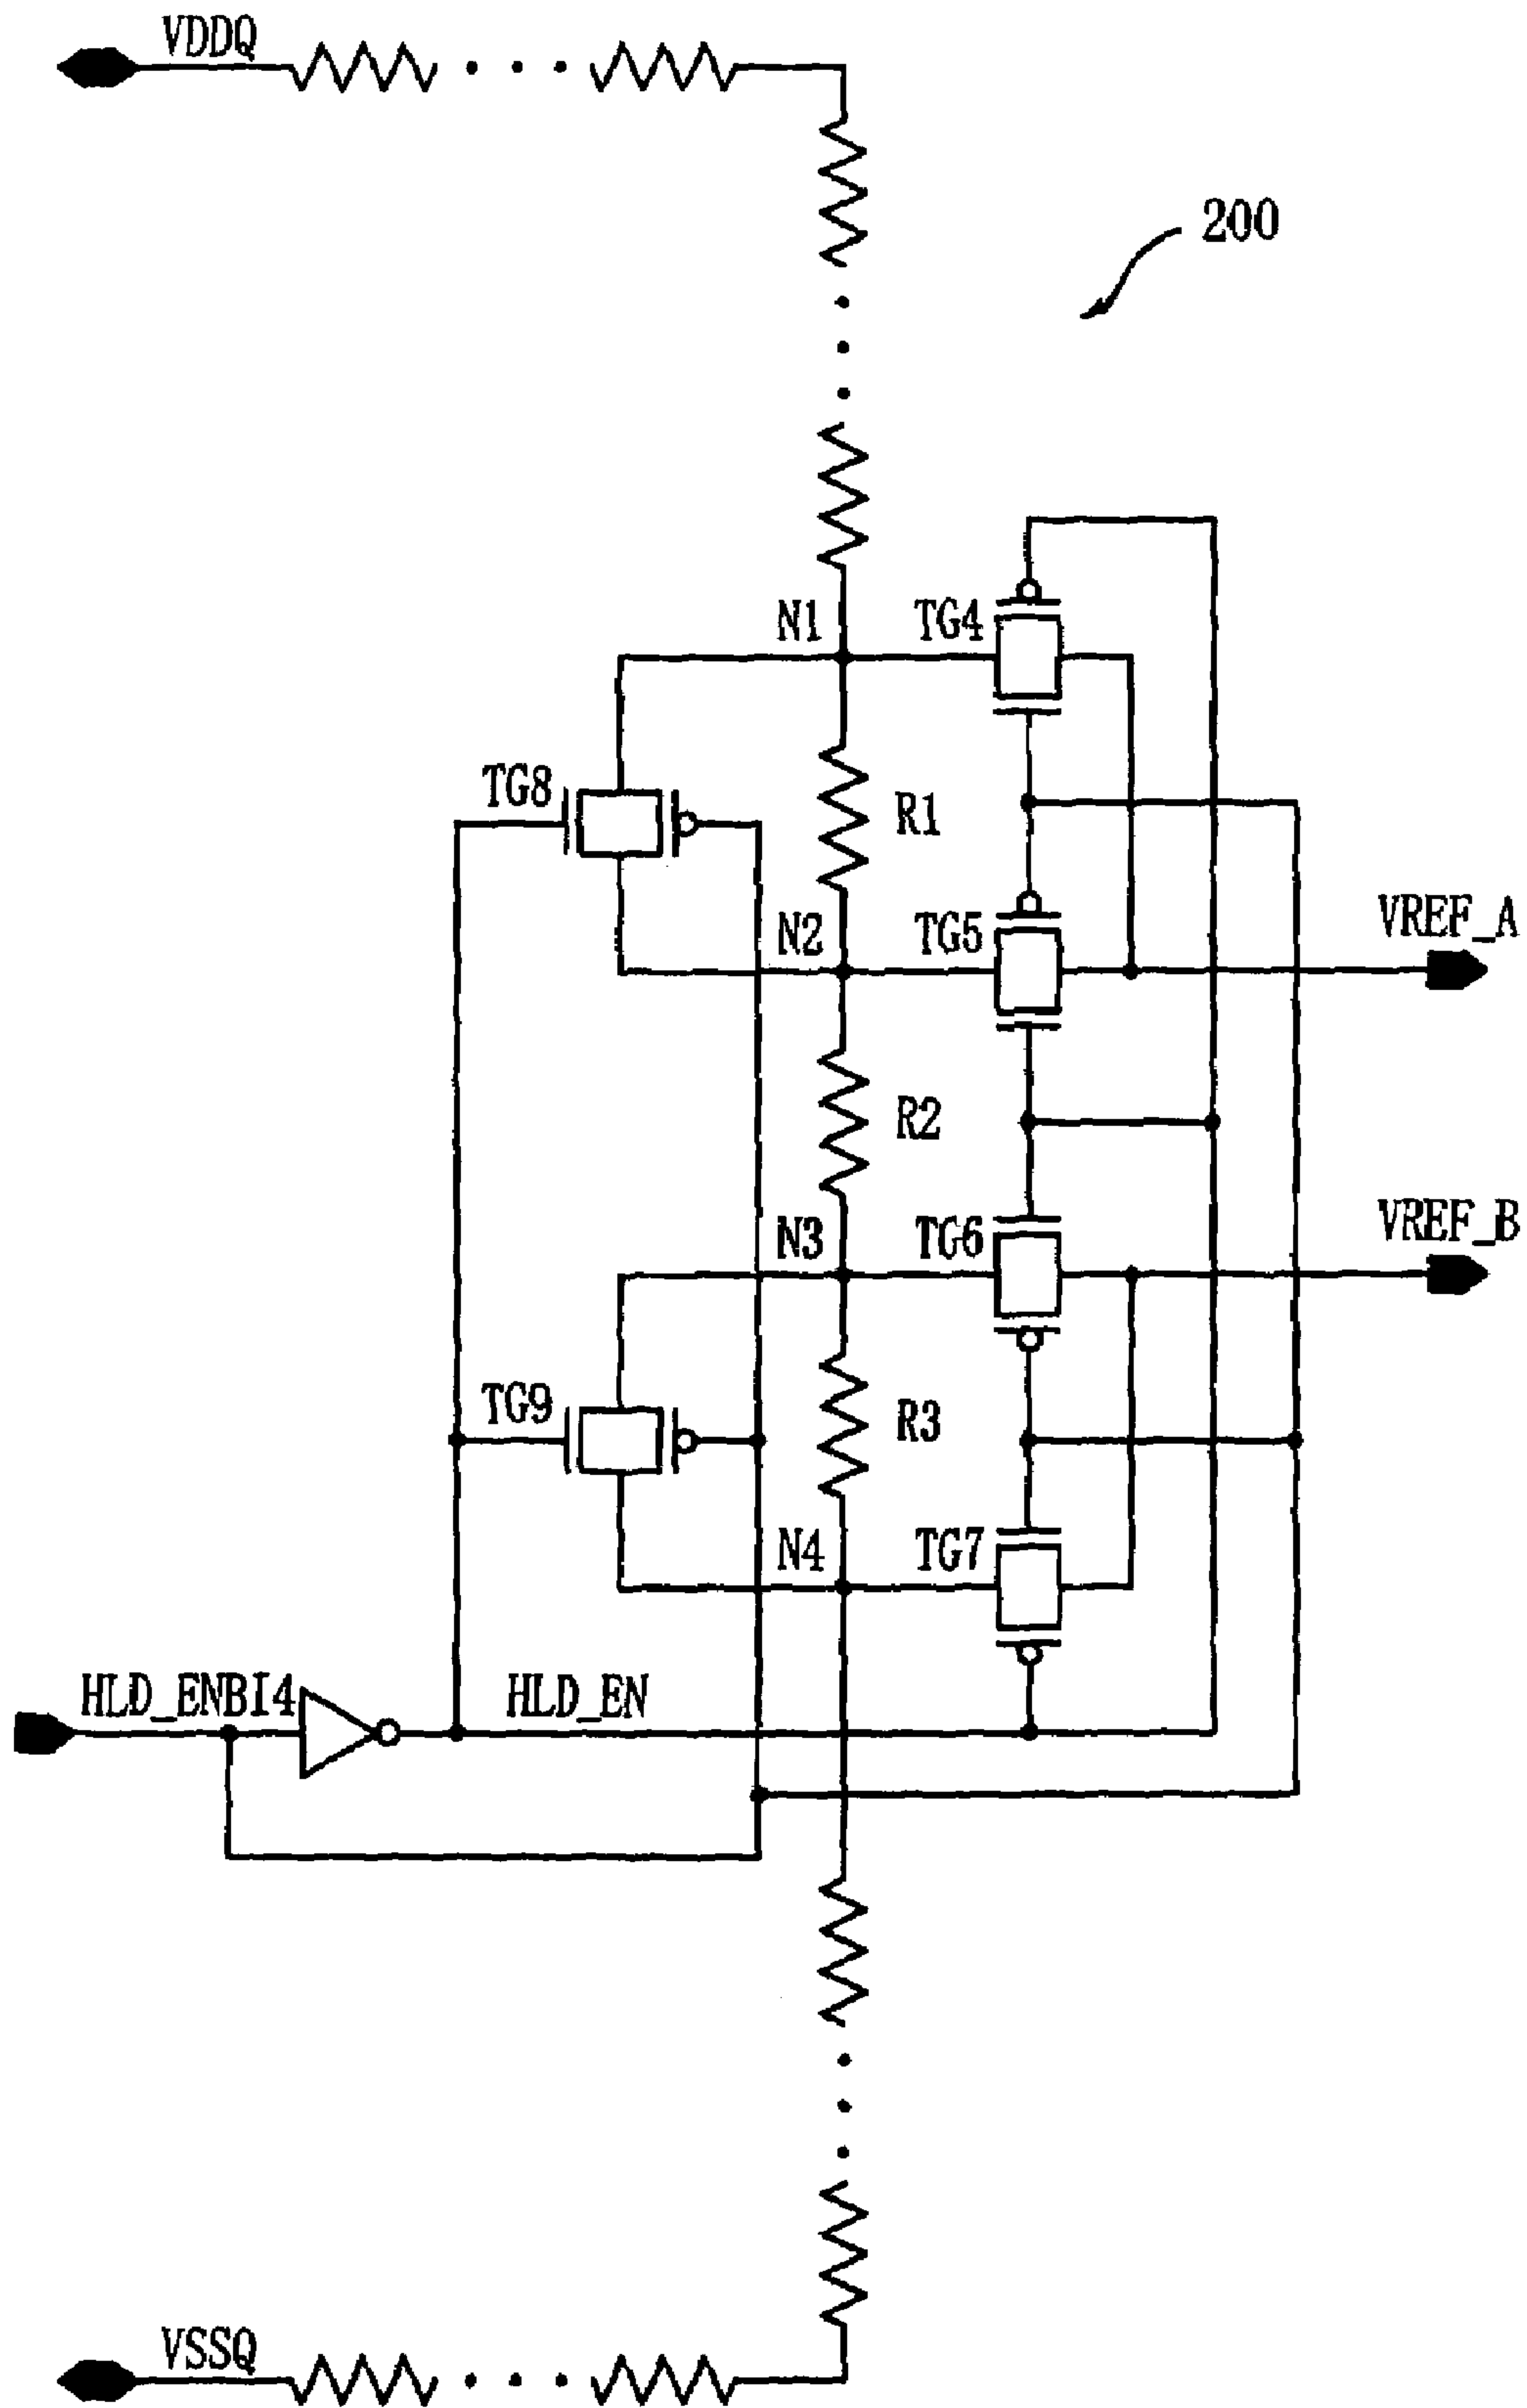 VDDQ
200
N1
TG4
TG8
R1
N2
TG5
VREF_A
R2
N3
TG6
VREF_B
TG9
R3
N4
TG7
HLD_ENBI4
HLD_EN
VSSQ